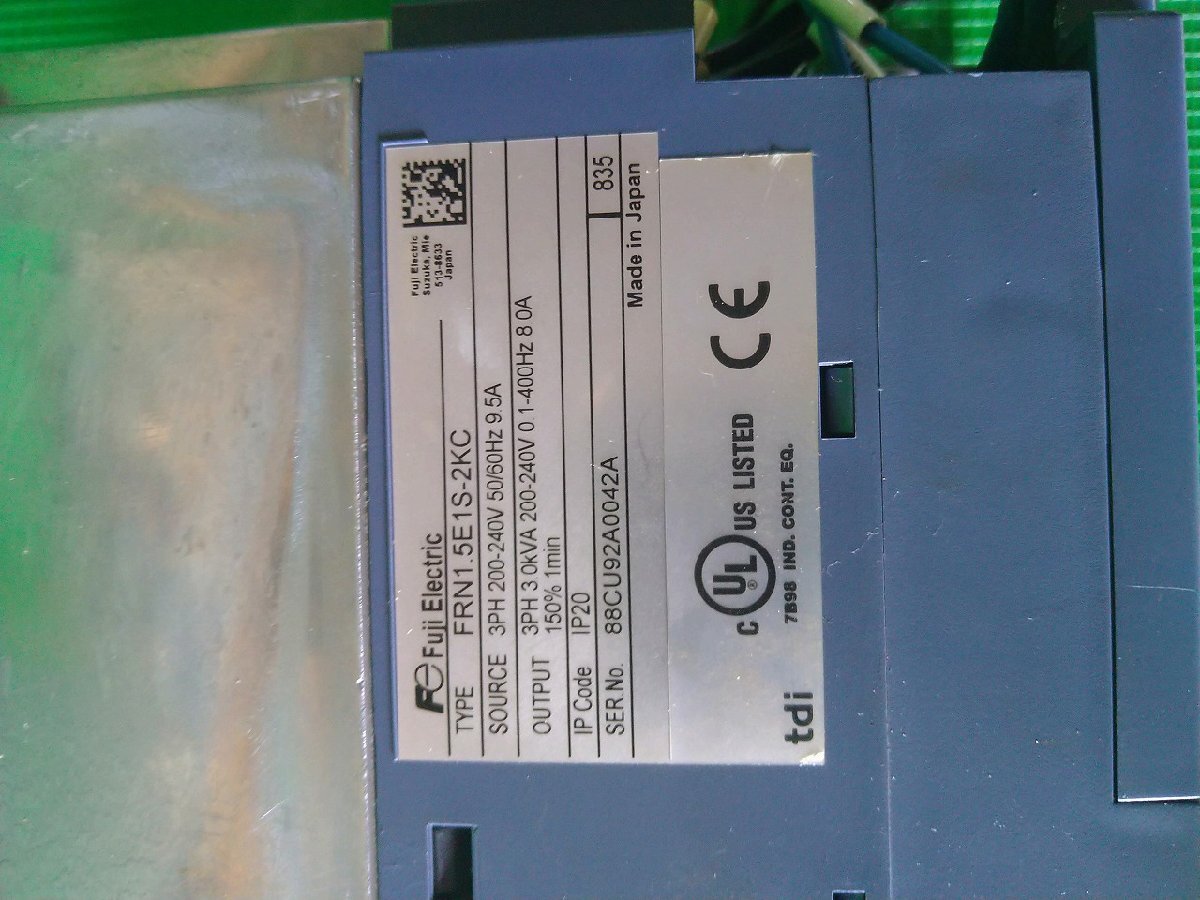 Fe Fuji Electric
Fuji Electric
Suzuka, Mie
513-8633
Japan
TYPE FRN1.5E1S-2KC
SOURCE 3PH 200-240V 50/60Hz 9.5A
OUTPUT 3PH 3.0kVA 200-240V 0.1-400Hz 8.0A
150% 1min
IP Code IP20
SER.No. 88CU92A0042A 835
Made in Japan
C UL® US LISTED CE
7B98 IND. CONT. EQ.
tdi